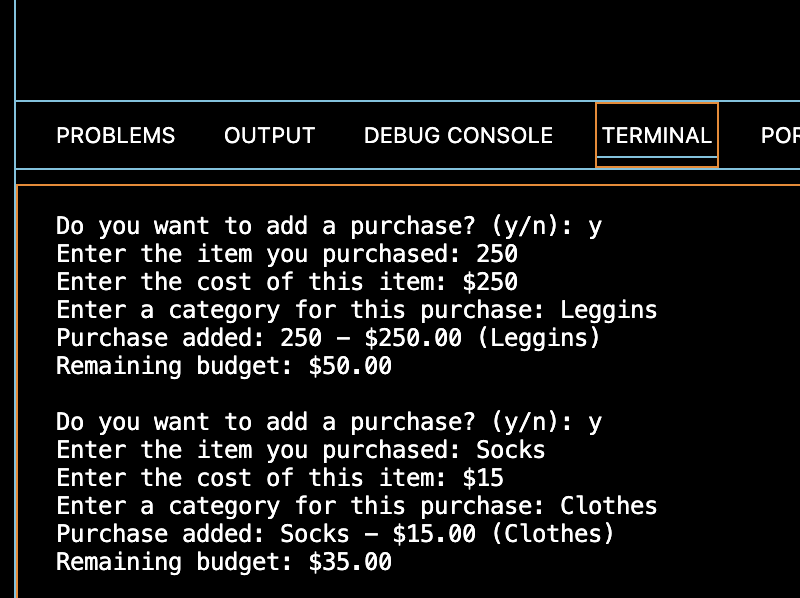 PROBLEMS OUTPUT DEBUG CONSOLE TERMINAL
Do you want to add a purchase? (y/n): y
Enter the item you purchased: 250
Enter the cost of this item: $250
Enter a category for this purchase: Leggins
Purchase added: 250 – $250.00 (Leggins)
Remaining budget: $50.00
Do you want to add a purchase? (y/n): y
Enter the item you purchased: Socks
Enter the cost of this item: $15
Enter a category for this purchase: Clothes
Purchase added: Socks – $15.00 (Clothes)
Remaining budget: $35.00